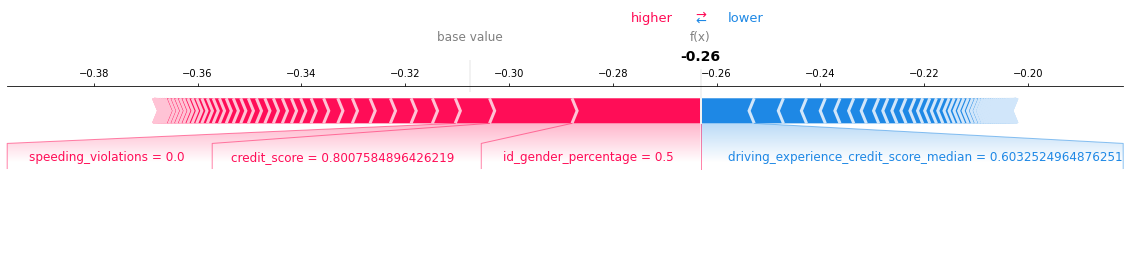 higher ⇄ lower
base value f(x)
-0.26
−0.38 −0.36 −0.34 −0.32 −0.30 −0.28 −0.26 −0.24 −0.22 −0.20
speeding_violations = 0.0 credit_score = 0.8007584896426219 id_gender_percentage = 0.5 driving_experience_credit_score_median = 0.6032524964876251